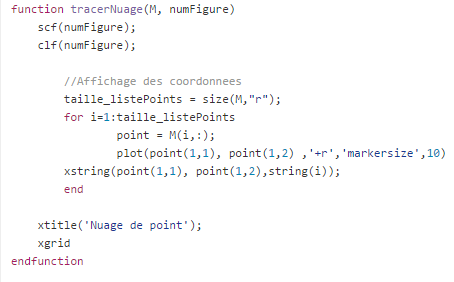 function tracerNuage(M, numFigure)
    scf(numFigure);
    clf(numFigure);
        //Affichage des coordonnees
        taille_listePoints = size(M,"r");
        for i=1:taille_listePoints
                point = M(i,:);
                plot(point(1,1), point(1,2) ,'+r','markersize',10)
        xstring(point(1,1), point(1,2),string(i));
        end
    xtitle('Nuage de point');
    xgrid
endfunction